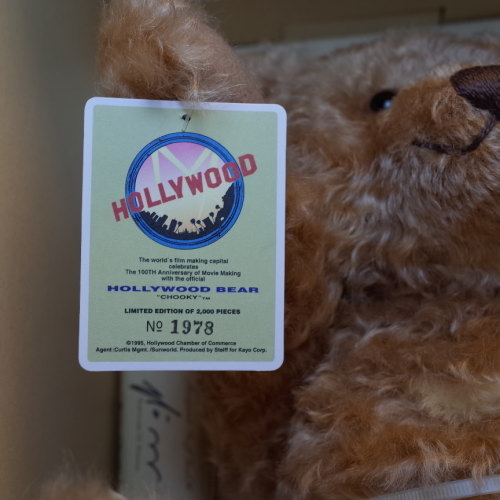 HOLLYWOOD
The world's film making capital
celebrates
The 100TH Anniversary of Movie Making
with the official
HOLLYWOOD BEAR
"CHOOKY"™
LIMITED EDITION OF 2,000 PIECES
Nº 1978
©1995, Hollywood Chamber of Commerce
Agent :Curtis Mgmt. /Sunworld. Produced by Steiff for Kayo Corp.